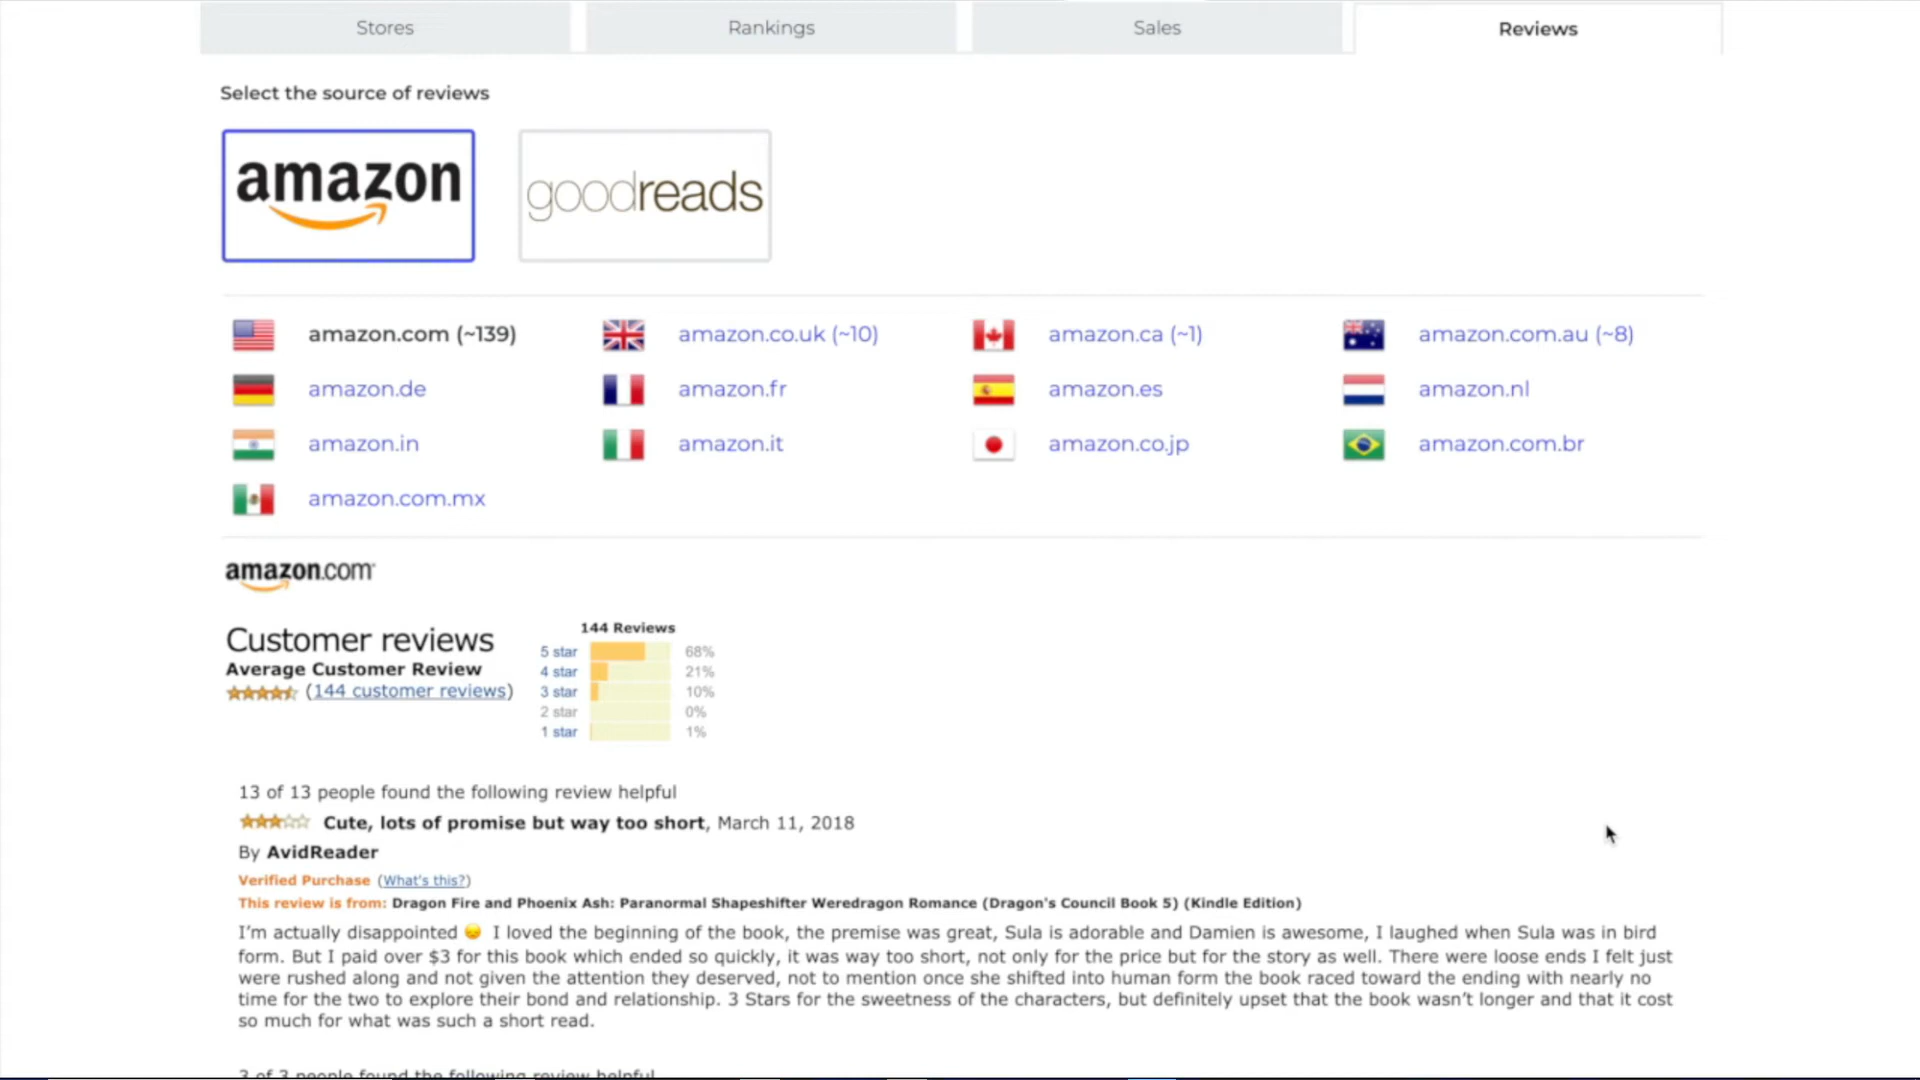 Stores Rankings Sales Reviews
Select the source of reviews
amazon goodreads
amazon.com (~139) amazon.co.uk (~10) amazon.ca (~1) amazon.com.au (~8)
amazon.de amazon.fr amazon.es amazon.nl
amazon.in amazon.it amazon.co.jp amazon.com.br
amazon.com.mx
amazon.com
Customer reviews
Average Customer Review
(144 customer reviews)
144 Reviews
5 star 68%
4 star 21%
3 star 10%
2 star 0%
1 star 1%
13 of 13 people found the following review helpful
Cute, lots of promise but way too short, March 11, 2018
By AvidReader
Verified Purchase (What's this?)
This review is from: Dragon Fire and Phoenix Ash: Paranormal Shapeshifter Weredragon Romance (Dragon's Council Book 5) (Kindle Edition)
I'm actually disappointed 😞 I loved the beginning of the book, the premise was great, Sula is adorable and Damien is awesome, I laughed when Sula was in bird
form. But I paid over $3 for this book which ended so quickly, it was way too short, not only for the price but for the story as well. There were loose ends I felt just
were rushed along and not given the attention they deserved, not to mention once she shifted into human form the book raced toward the ending with nearly no
time for the two to explore their bond and relationship. 3 Stars for the sweetness of the characters, but definitely upset that the book wasn't longer and that it cost
so much for what was such a short read.
3 of 3 people found the following review helpful